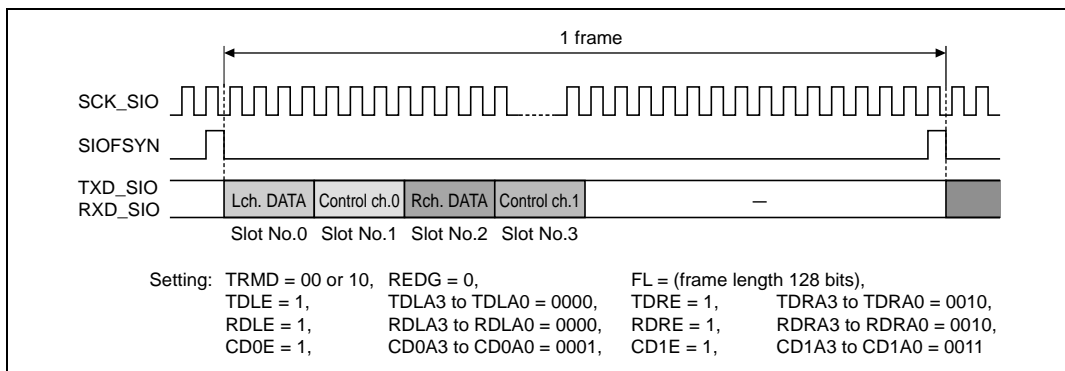 1 frame
SCK_SIO
SIOFSYN
TXD_SIO
RXD_SIO
Lch. DATA Control ch.0 Rch. DATA Control ch.1 —
Slot No.0 Slot No.1 Slot No.2 Slot No.3
Setting: TRMD = 00 or 10, REDG = 0, FL = (frame length 128 bits),
TDLE = 1, TDLA3 to TDLA0 = 0000, TDRE = 1, TDRA3 to TDRA0 = 0010,
RDLE = 1, RDLA3 to RDLA0 = 0000, RDRE = 1, RDRA3 to RDRA0 = 0010,
CD0E = 1, CD0A3 to CD0A0 = 0001, CD1E = 1, CD1A3 to CD1A0 = 0011